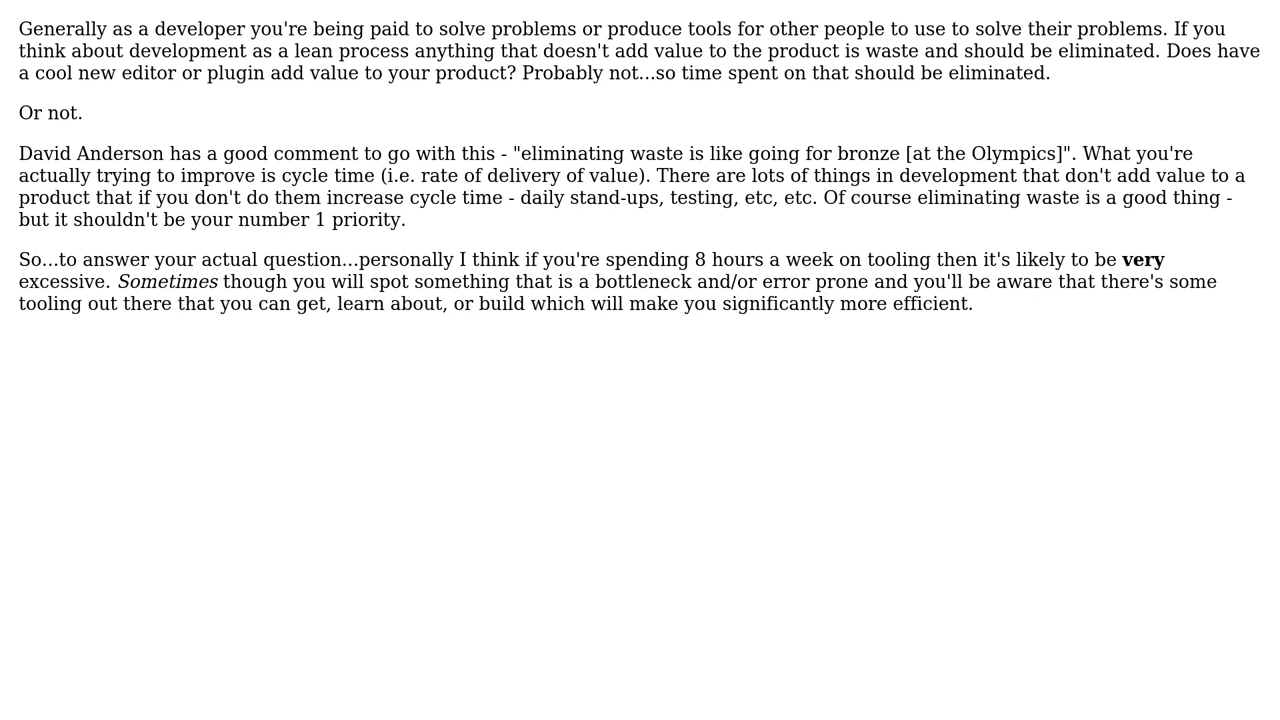 Generally as a developer you're being paid to solve problems or produce tools for other people to use to solve their problems. If you
think about development as a lean process anything that doesn't add value to the product is waste and should be eliminated. Does have
a cool new editor or plugin add value to your product? Probably not...so time spent on that should be eliminated.
Or not.
David Anderson has a good comment to go with this - "eliminating waste is like going for bronze [at the Olympics]". What you're
actually trying to improve is cycle time (i.e. rate of delivery of value). There are lots of things in development that don't add value to a
product that if you don't do them increase cycle time - daily stand-ups, testing, etc, etc. Of course eliminating waste is a good thing -
but it shouldn't be your number 1 priority.
So...to answer your actual question...personally I think if you're spending 8 hours a week on tooling then it's likely to be very
excessive. Sometimes though you will spot something that is a bottleneck and/or error prone and you'll be aware that there's some
tooling out there that you can get, learn about, or build which will make you significantly more efficient.